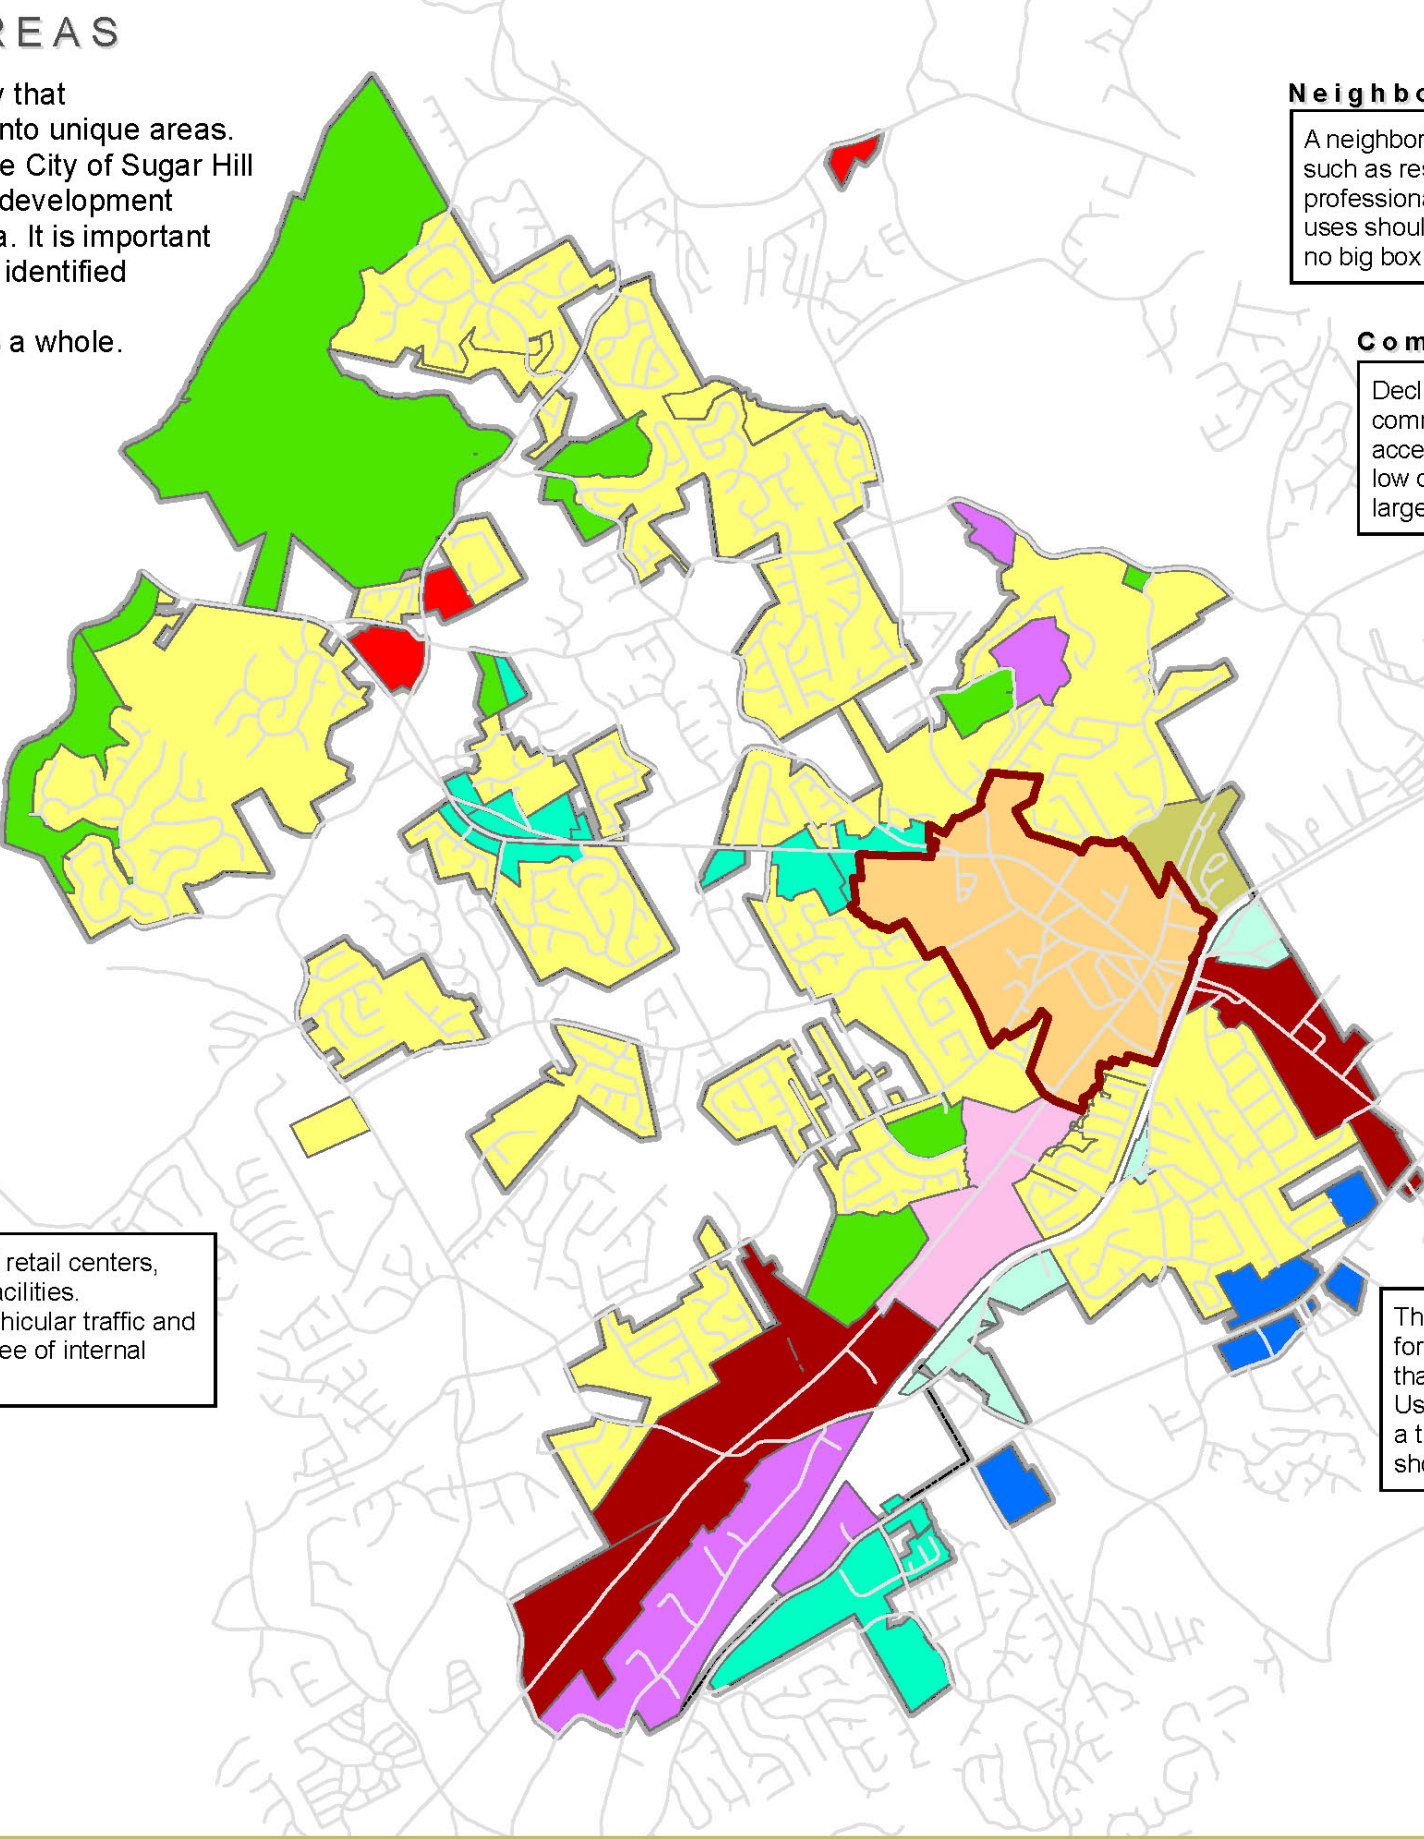 REAS
y that
nto unique areas.
e City of Sugar Hill
development
a. It is important
identified
s a whole.
Neighbo
A neighbor
such as res
professiona
uses shoul
no big box
Com
Decl
comm
acce
low d
large
retail centers,
acilities.
hicular traffic and
ee of internal
Th
for
tha
Us
a t
sho